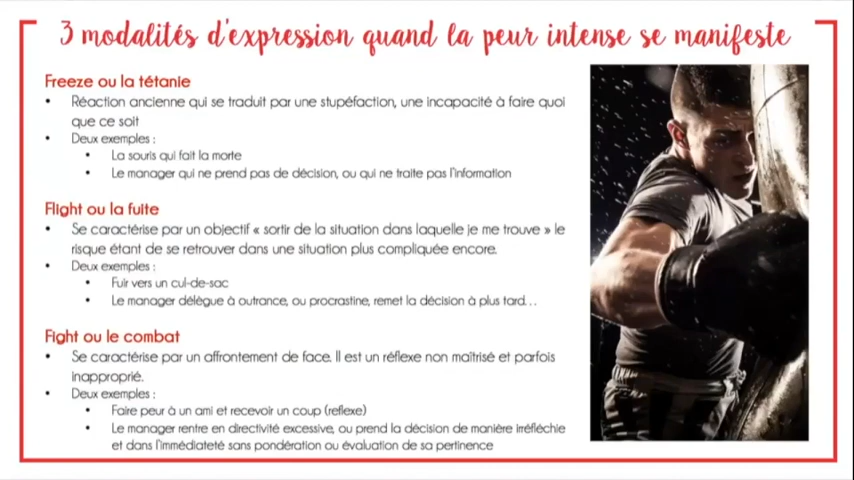 3 modalités d'expression quand la peur intense se manifeste
Freeze ou la tétanie
• Réaction ancienne qui se traduit par une stupéfaction, une incapacité à faire quoi
que ce soit
• Deux exemples :
• La souris qui fait la morte
• Le manager qui ne prend pas de décision, ou qui ne traite pas l'information
Flight ou la fuite
• Se caractérise par un objectif « sortir de la situation dans laquelle je me trouve » le
risque étant de se retrouver dans une situation plus compliquée encore.
• Deux exemples :
• Fuir vers un cul-de-sac
• Le manager délègue à outrance, ou procrastine, remet la décision à plus tard…
Fight ou le combat
• Se caractérise par un affrontement de face. Il est un réflexe non maîtrisé et parfois
inapproprié.
• Deux exemples :
• Faire peur à un ami et recevoir un coup (reflexe)
• Le manager rentre en directivité excessive, ou prend la décision de manière irréfléchie
et dans l'immédiateté sans pondération ou évaluation de sa pertinence